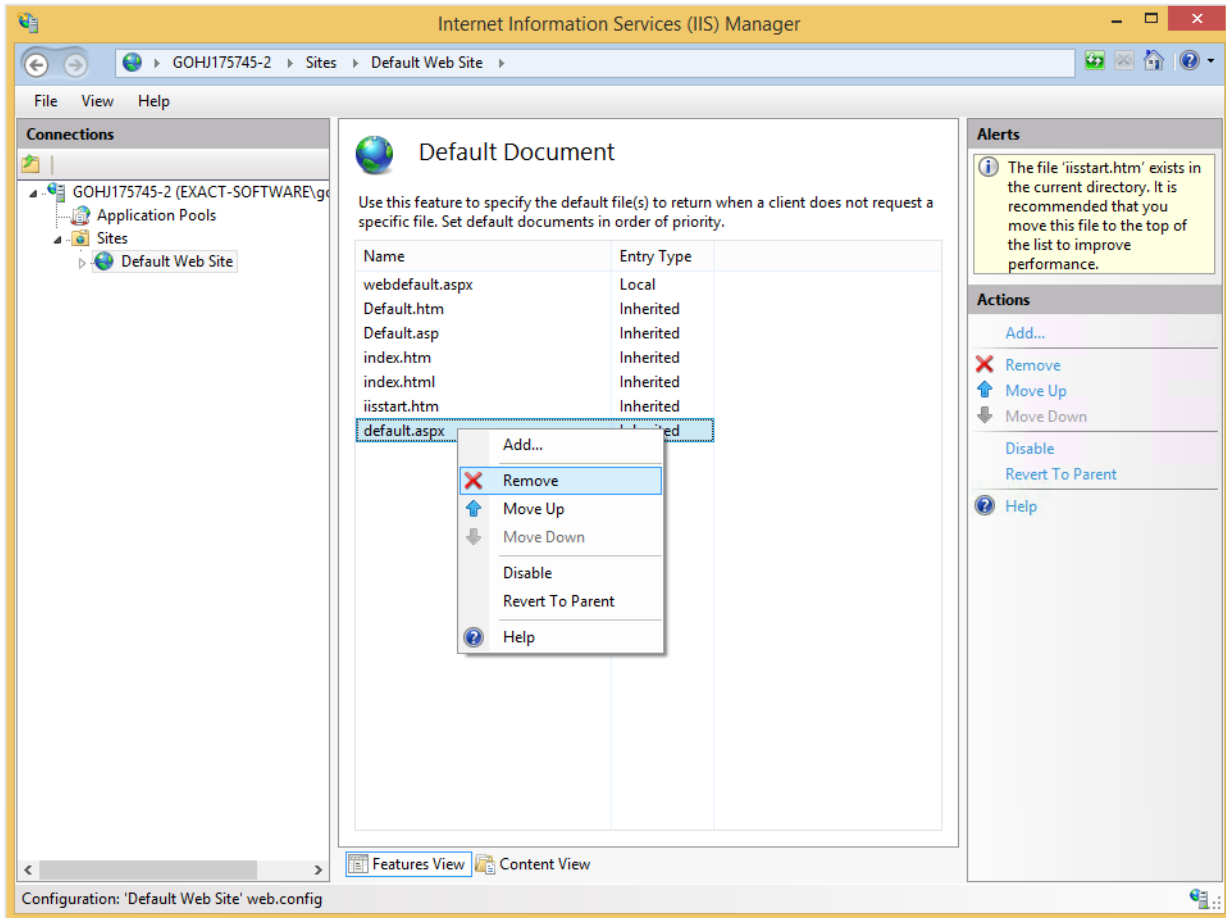 Internet Information Services (IIS) Manager
GOHJ175745-2 Sites Default Web Site
File View Help
Connections
GOHJ175745-2 (EXACT-SOFTWARE\
Application Pools
Sites
Default Web Site
Default Document
Use this feature to specify the default file(s) to return when a client does not request a
specific file. Set default documents in order of priority.
Name Entry Type
webdefault.aspx Local
Default.htm Inherited
Default.asp Inherited
index.htm Inherited
index.html Inherited
iisstart.htm Inherited
default.aspx
Add...
Remove
Move Up
Move Down
Disable
Revert To Parent
Help
Features View Content View
Alerts
The file 'iisstart.htm' exists in
the current directory. It is
recommended that you
move this file to the top of
the list to improve
performance.
Actions
Add...
Remove
Move Up
Move Down
Disable
Revert To Parent
Help
Configuration: 'Default Web Site' web.config